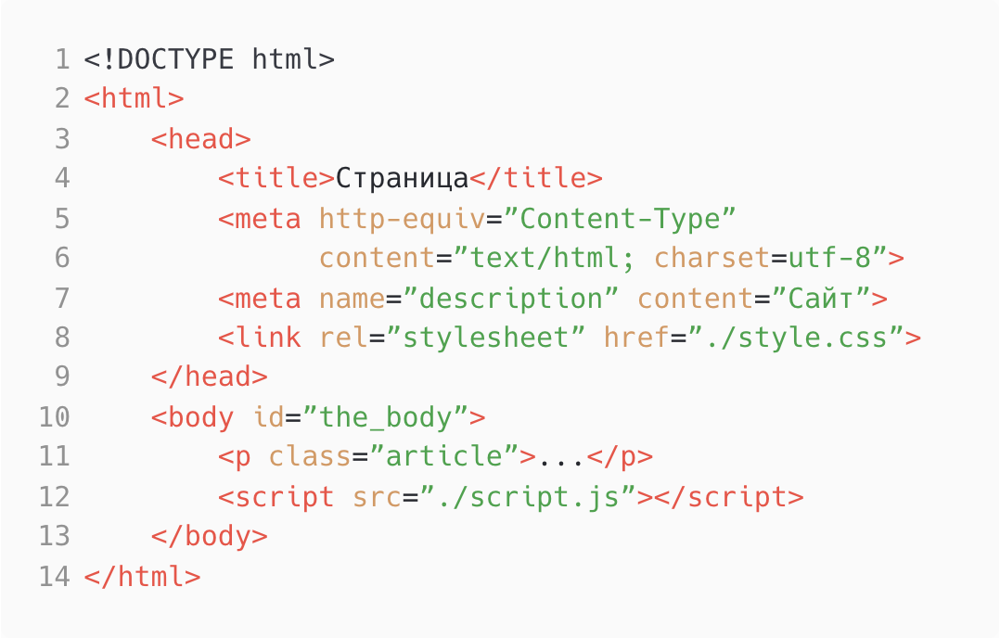 1 <!DOCTYPE html>
2 <html>
3     <head>
4         <title>Страница</title>
5         <meta http-equiv=”Content-Type”
6               content=”text/html; charset=utf-8”>
7         <meta name=”description” content=”Сайт”>
8         <link rel=”stylesheet” href=”./style.css”>
9     </head>
10     <body id=”the_body”>
11         <p class=”article”>...</p>
12         <script src=”./script.js”></script>
13     </body>
14 </html>